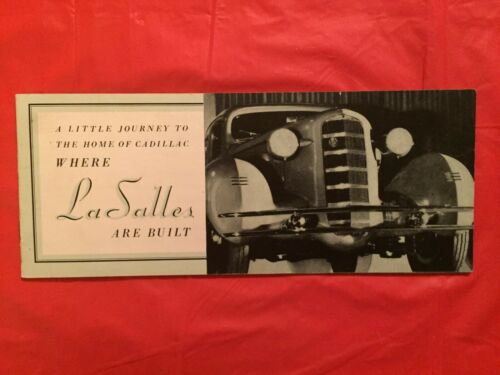 A LITTLE JOURNEY TO
THE HOME OF CADILLAC
WHERE
LaSalles
ARE BUILT